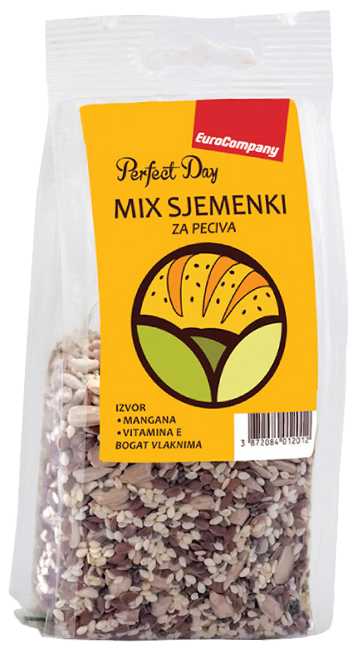 EuroCompany
Perfect Day
MIX SJEMENKI
ZA PECIVA
IZVOR
• MANGANA
• VITAMINA E
BOGAT VLAKNIMA
3 872084 012012